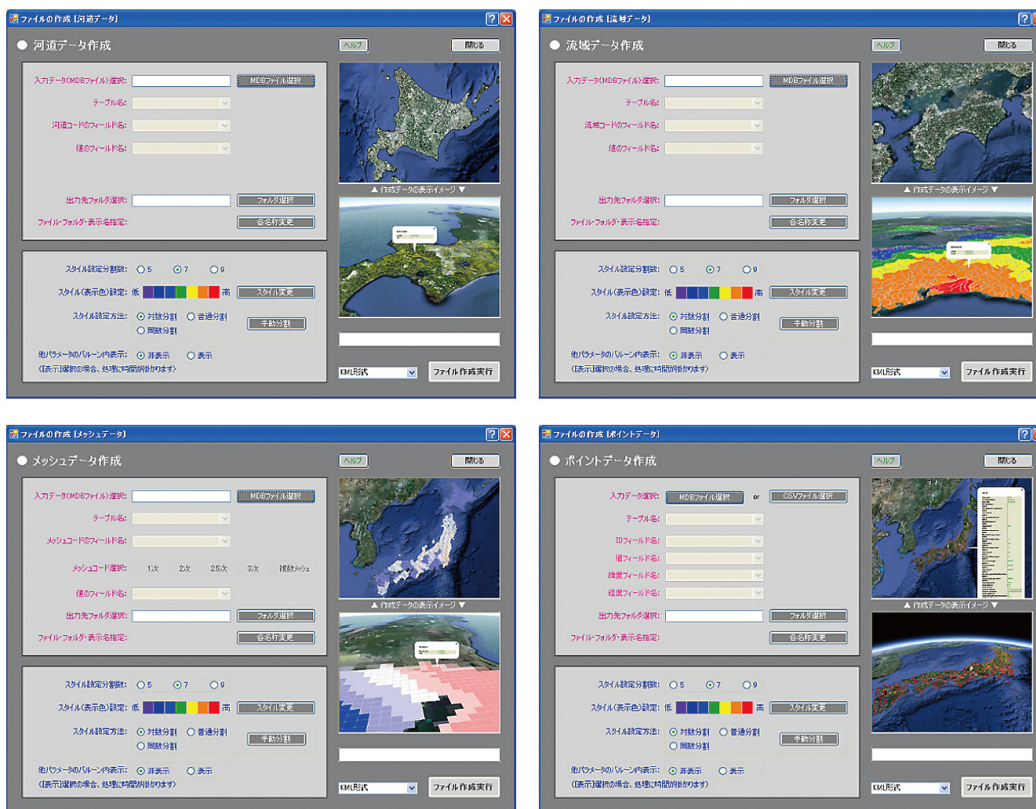 ファイルの作成 [河道データ]
河道データ作成
ヘルプ
閉じる
入力データ(MDBファイル)選択:
MDBファイル選択
テーブル名:
河道コードのフィールド名:
値のフィールド名:
▲ 作成データの表示イメージ ▼
出力先フォルダ選択:
フォルダ選択
ファイル・フォルダ・表示名指定:
各名称変更
スタイル設定分割数: 5 7 9
スタイル(表示色)設定: 低 高 スタイル変更
スタイル設定方法: 対数分割 普通分割
同数分割
手動分割
他パラメータのバルーン内表示: 非表示 表示
([表示]選択の場合、処理に時間が掛かります)
KML形式
ファイル作成実行
ファイルの作成 [流域データ]
流域データ作成
ヘルプ
閉じる
入力データ(MDBファイル)選択:
MDBファイル選択
テーブル名:
流域コードのフィールド名:
値のフィールド名:
▲ 作成データの表示イメージ ▼
出力先フォルダ選択:
フォルダ選択
ファイル・フォルダ・表示名指定:
各名称変更
スタイル設定分割数: 5 7 9
スタイル(表示色)設定: 低 高 スタイル変更
スタイル設定方法: 対数分割 普通分割
同数分割
手動分割
他パラメータのバルーン内表示: 非表示 表示
([表示]選択の場合、処理に時間が掛かります)
KML形式
ファイル作成実行
ファイルの作成 [メッシュデータ]
メッシュデータ作成
ヘルプ
閉じる
入力データ(MDBファイル)選択:
MDBファイル選択
テーブル名:
メッシュコードのフィールド名:
メッシュコード選択: 1次 2次 2.5次 3次 複数メッシュ
値のフィールド名:
▲ 作成データの表示イメージ ▼
出力先フォルダ選択:
フォルダ選択
ファイル・フォルダ・表示名指定:
各名称変更
スタイル設定分割数: 5 7 9
スタイル(表示色)設定: 低 高 スタイル変更
スタイル設定方法: 対数分割 普通分割
同数分割
手動分割
他パラメータのバルーン内表示: 非表示 表示
([表示]選択の場合、処理に時間が掛かります)
KML形式
ファイル作成実行
ファイルの作成 [ポイントデータ]
ポイントデータ作成
ヘルプ
閉じる
入力データ選択:
MDBファイル選択 or CSVファイル選択
テーブル名:
IDフィールド名:
値フィールド名:
緯度フィールド名:
経度フィールド名:
▲ 作成データの表示イメージ ▼
出力先フォルダ選択:
フォルダ選択
ファイル・フォルダ・表示名指定:
各名称変更
スタイル設定分割数: 5 7 9
スタイル(表示色)設定: 低 高 スタイル変更
スタイル設定方法: 対数分割 普通分割
同数分割
手動分割
他パラメータのバルーン内表示: 非表示 表示
([表示]選択の場合、処理に時間が掛かります)
KML形式
ファイル作成実行